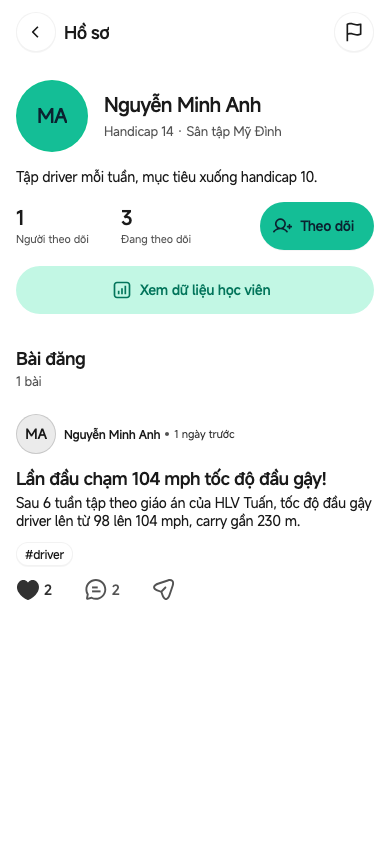 Hồ sơ
MA
Nguyễn Minh Anh
Handicap 14 · Sân tập Mỹ Đình
Tập driver mỗi tuần, mục tiêu xuống handicap 10.
1
Người theo dõi
3
Đang theo dõi
Theo dõi
Xem dữ liệu học viên
Bài đăng
1 bài
MA
Nguyễn Minh Anh • 1 ngày trước
Lần đầu chạm 104 mph tốc độ đầu gậy!
Sau 6 tuần tập theo giáo án của HLV Tuấn, tốc độ đầu gậy
driver lên từ 98 lên 104 mph, carry gần 230 m.
#driver
2
2